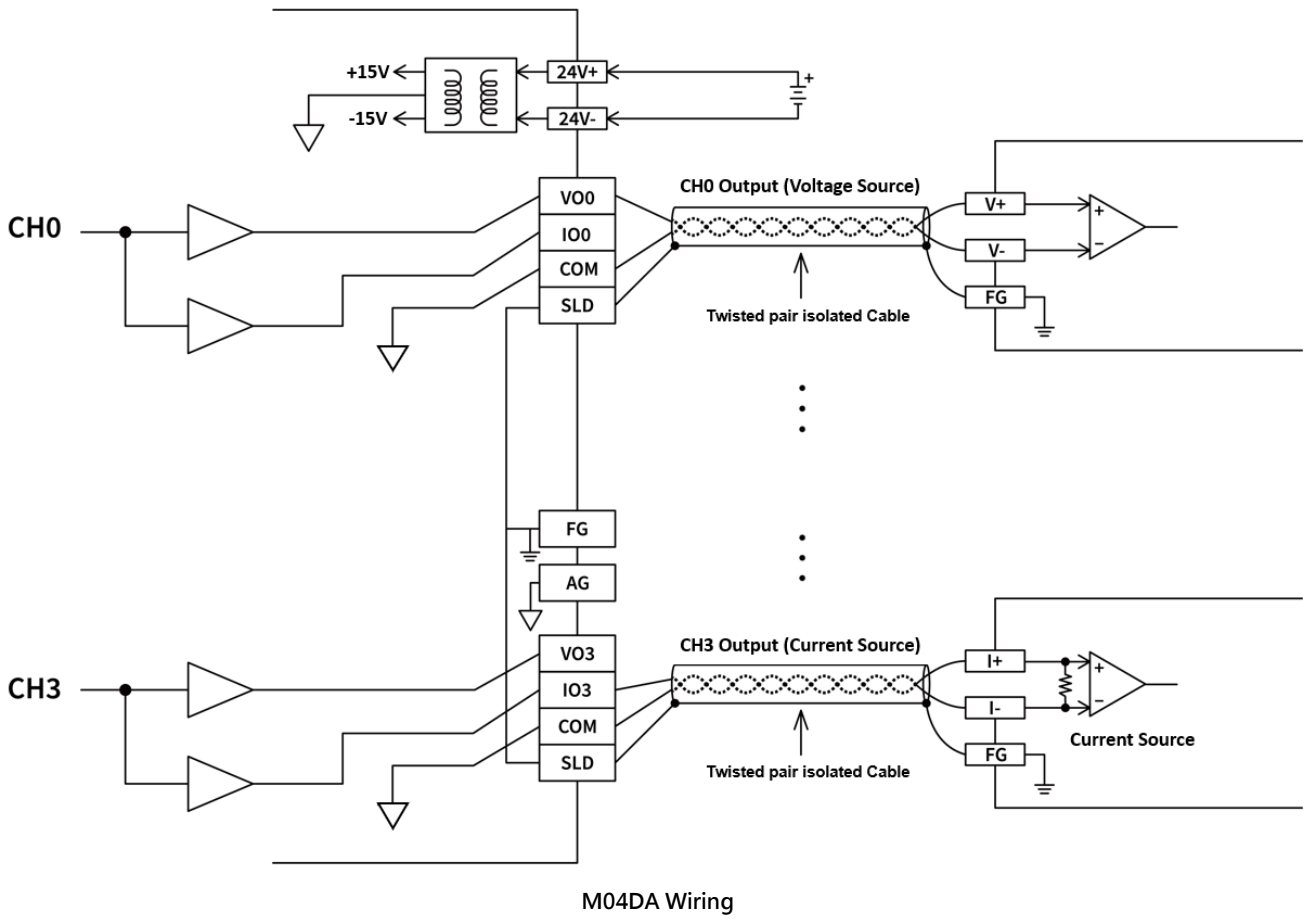 +15V
24V+
+
-15V
24V-
CH0 Output (Voltage Source)
CH0
VO0
IO0
COM
SLD
V+
V-
FG
+
−
Twisted pair isolated Cable
FG
AG
CH3 Output (Current Source)
CH3
VO3
IO3
COM
SLD
I+
I-
FG
+
−
Current Source
Twisted pair isolated Cable
M04DA Wiring